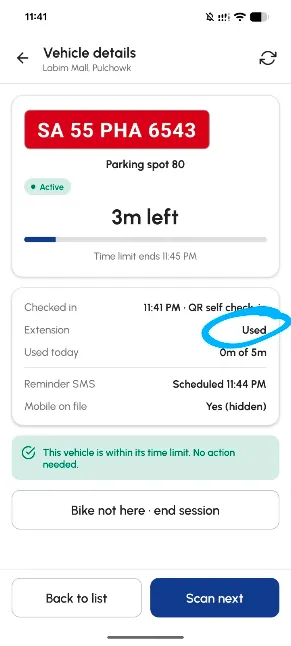 11:41
Vehicle details
Labim Mall, Pulchowk
SA 55 PHA 6543
Parking spot 80
Active
3m left
Time limit ends 11:45 PM
Checked in 11:41 PM · QR self check-in
Extension Used
Used today 0m of 5m
Reminder SMS Scheduled 11:44 PM
Mobile on file Yes (hidden)
This vehicle is within its time limit. No action
needed.
Bike not here · end session
Back to list Scan next